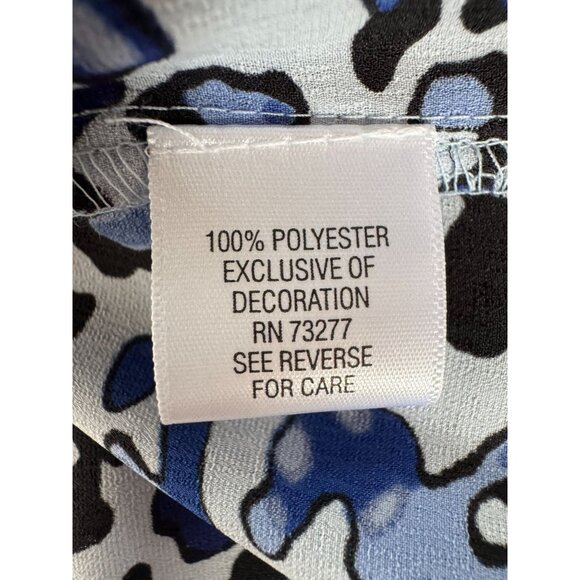 100% POLYESTER
EXCLUSIVE OF
DECORATION
RN 73277
SEE REVERSE
FOR CARE